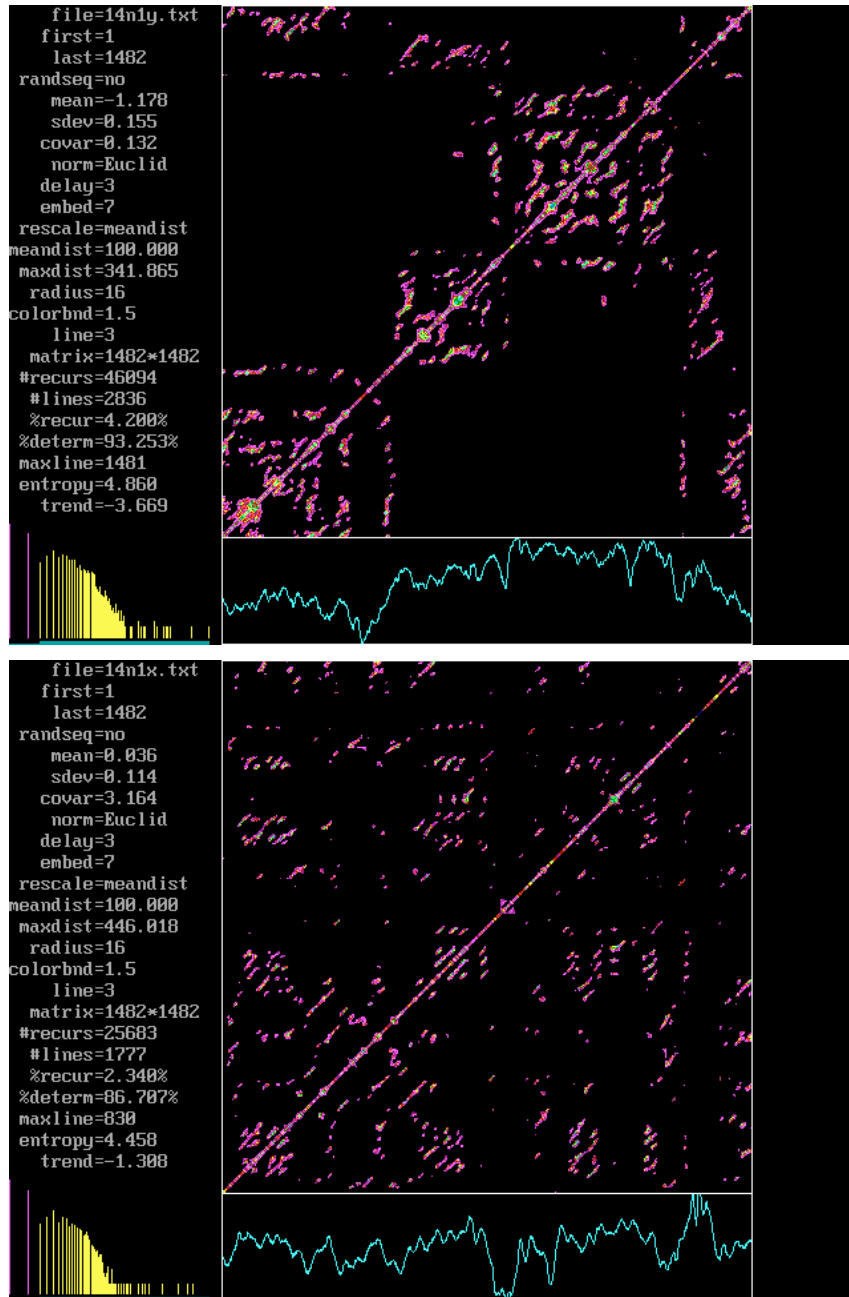 file=14n1y.txt
first=1
last=1482
randseq=no
mean=-1.178
sdev=0.155
covar=0.132
norm=Euclid
delay=3
embed=7
rescale=meandist
meandist=100.000
maxdist=341.865
radius=16
colorbnd=1.5
line=3
matrix=1482*1482
#recurs=46094
#lines=2836
%recur=4.200%
%determ=93.253%
maxline=1481
entropy=4.860
trend=-3.669
file=14n1x.txt
first=1
last=1482
randseq=no
mean=0.036
sdev=0.114
covar=3.164
norm=Euclid
delay=3
embed=7
rescale=meandist
meandist=100.000
maxdist=446.018
radius=16
colorbnd=1.5
line=3
matrix=1482*1482
#recurs=25683
#lines=1777
%recur=2.340%
%determ=86.707%
maxline=830
entropy=4.458
trend=-1.308